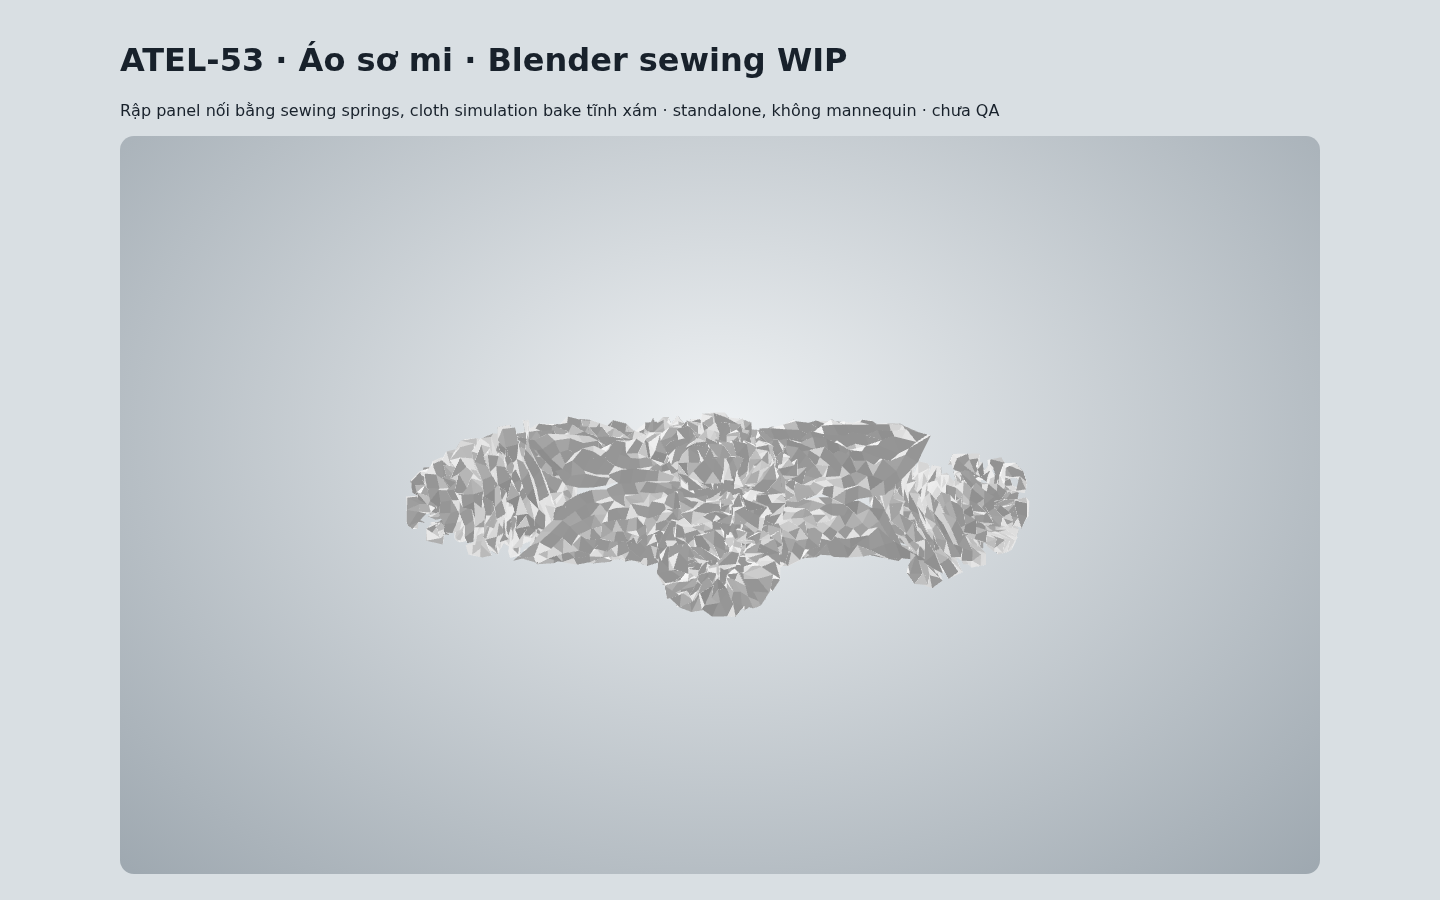 ATEL-53 · Áo sơ mi · Blender sewing WIP
Rập panel nối bằng sewing springs, cloth simulation bake tĩn xám · standalone, không mannequin · chưa QA